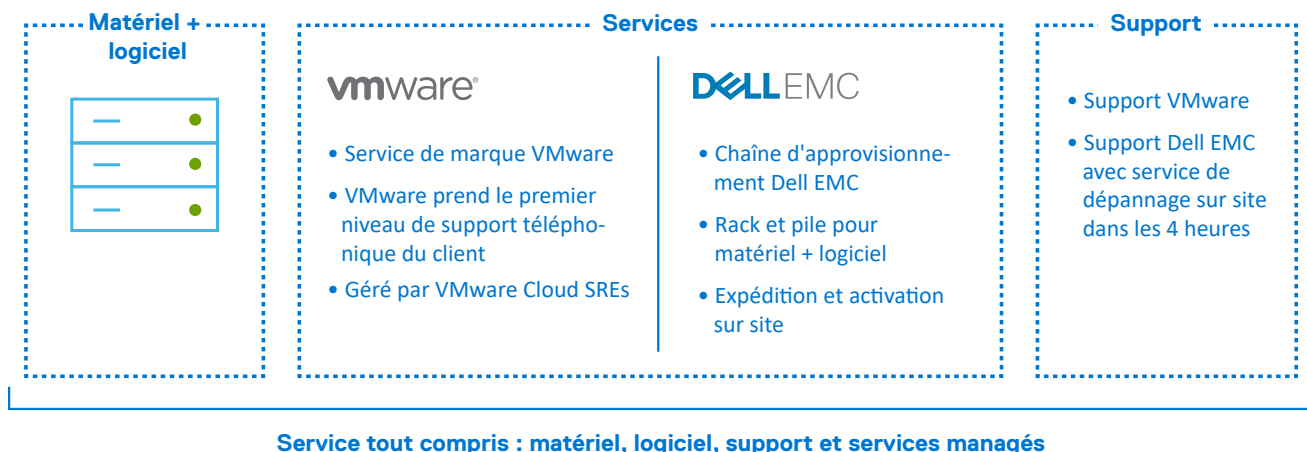 Matériel +
logiciel
Services
vmware®
• Service de marque VMware
• VMware prend le premier
niveau de support télépho-
nique du client
• Géré par VMware Cloud SREs
DELLEMC
• Chaîne d'approvisionne-
ment Dell EMC
• Rack et pile pour
matériel + logiciel
• Expédition et activation
sur site
Support
• Support VMware
• Support Dell EMC
avec service de
dépannage sur site
dans les 4 heures
Service tout compris : matériel, logiciel, support et services managés